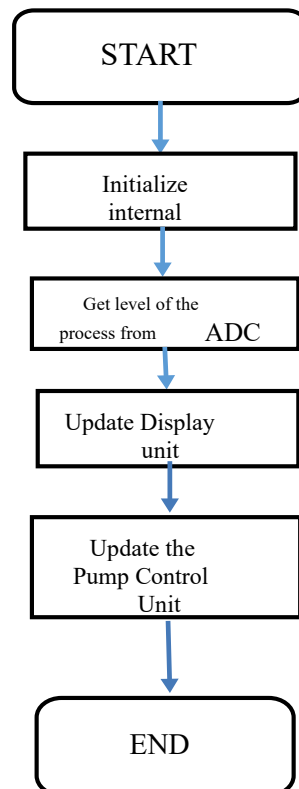 START
Initialize
internal
Get level of the
process from ADC
Update Display
unit
Update the
Pump Control
Unit
END